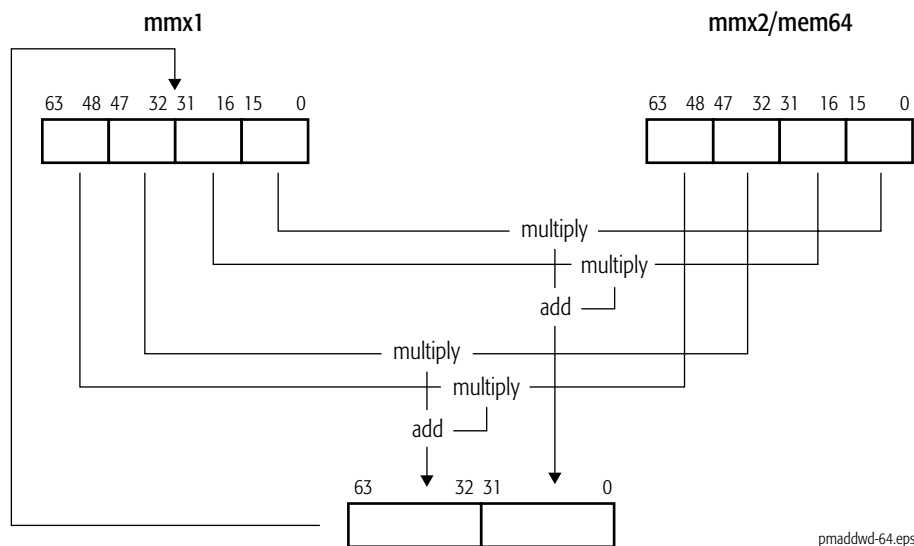 mmx1 mmx2/mem64
63 48 47 32 31 16 15 0 63 48 47 32 31 16 15 0
multiply
multiply
add
multiply
multiply
add
63 32 31 0
pmaddwd-64.eps